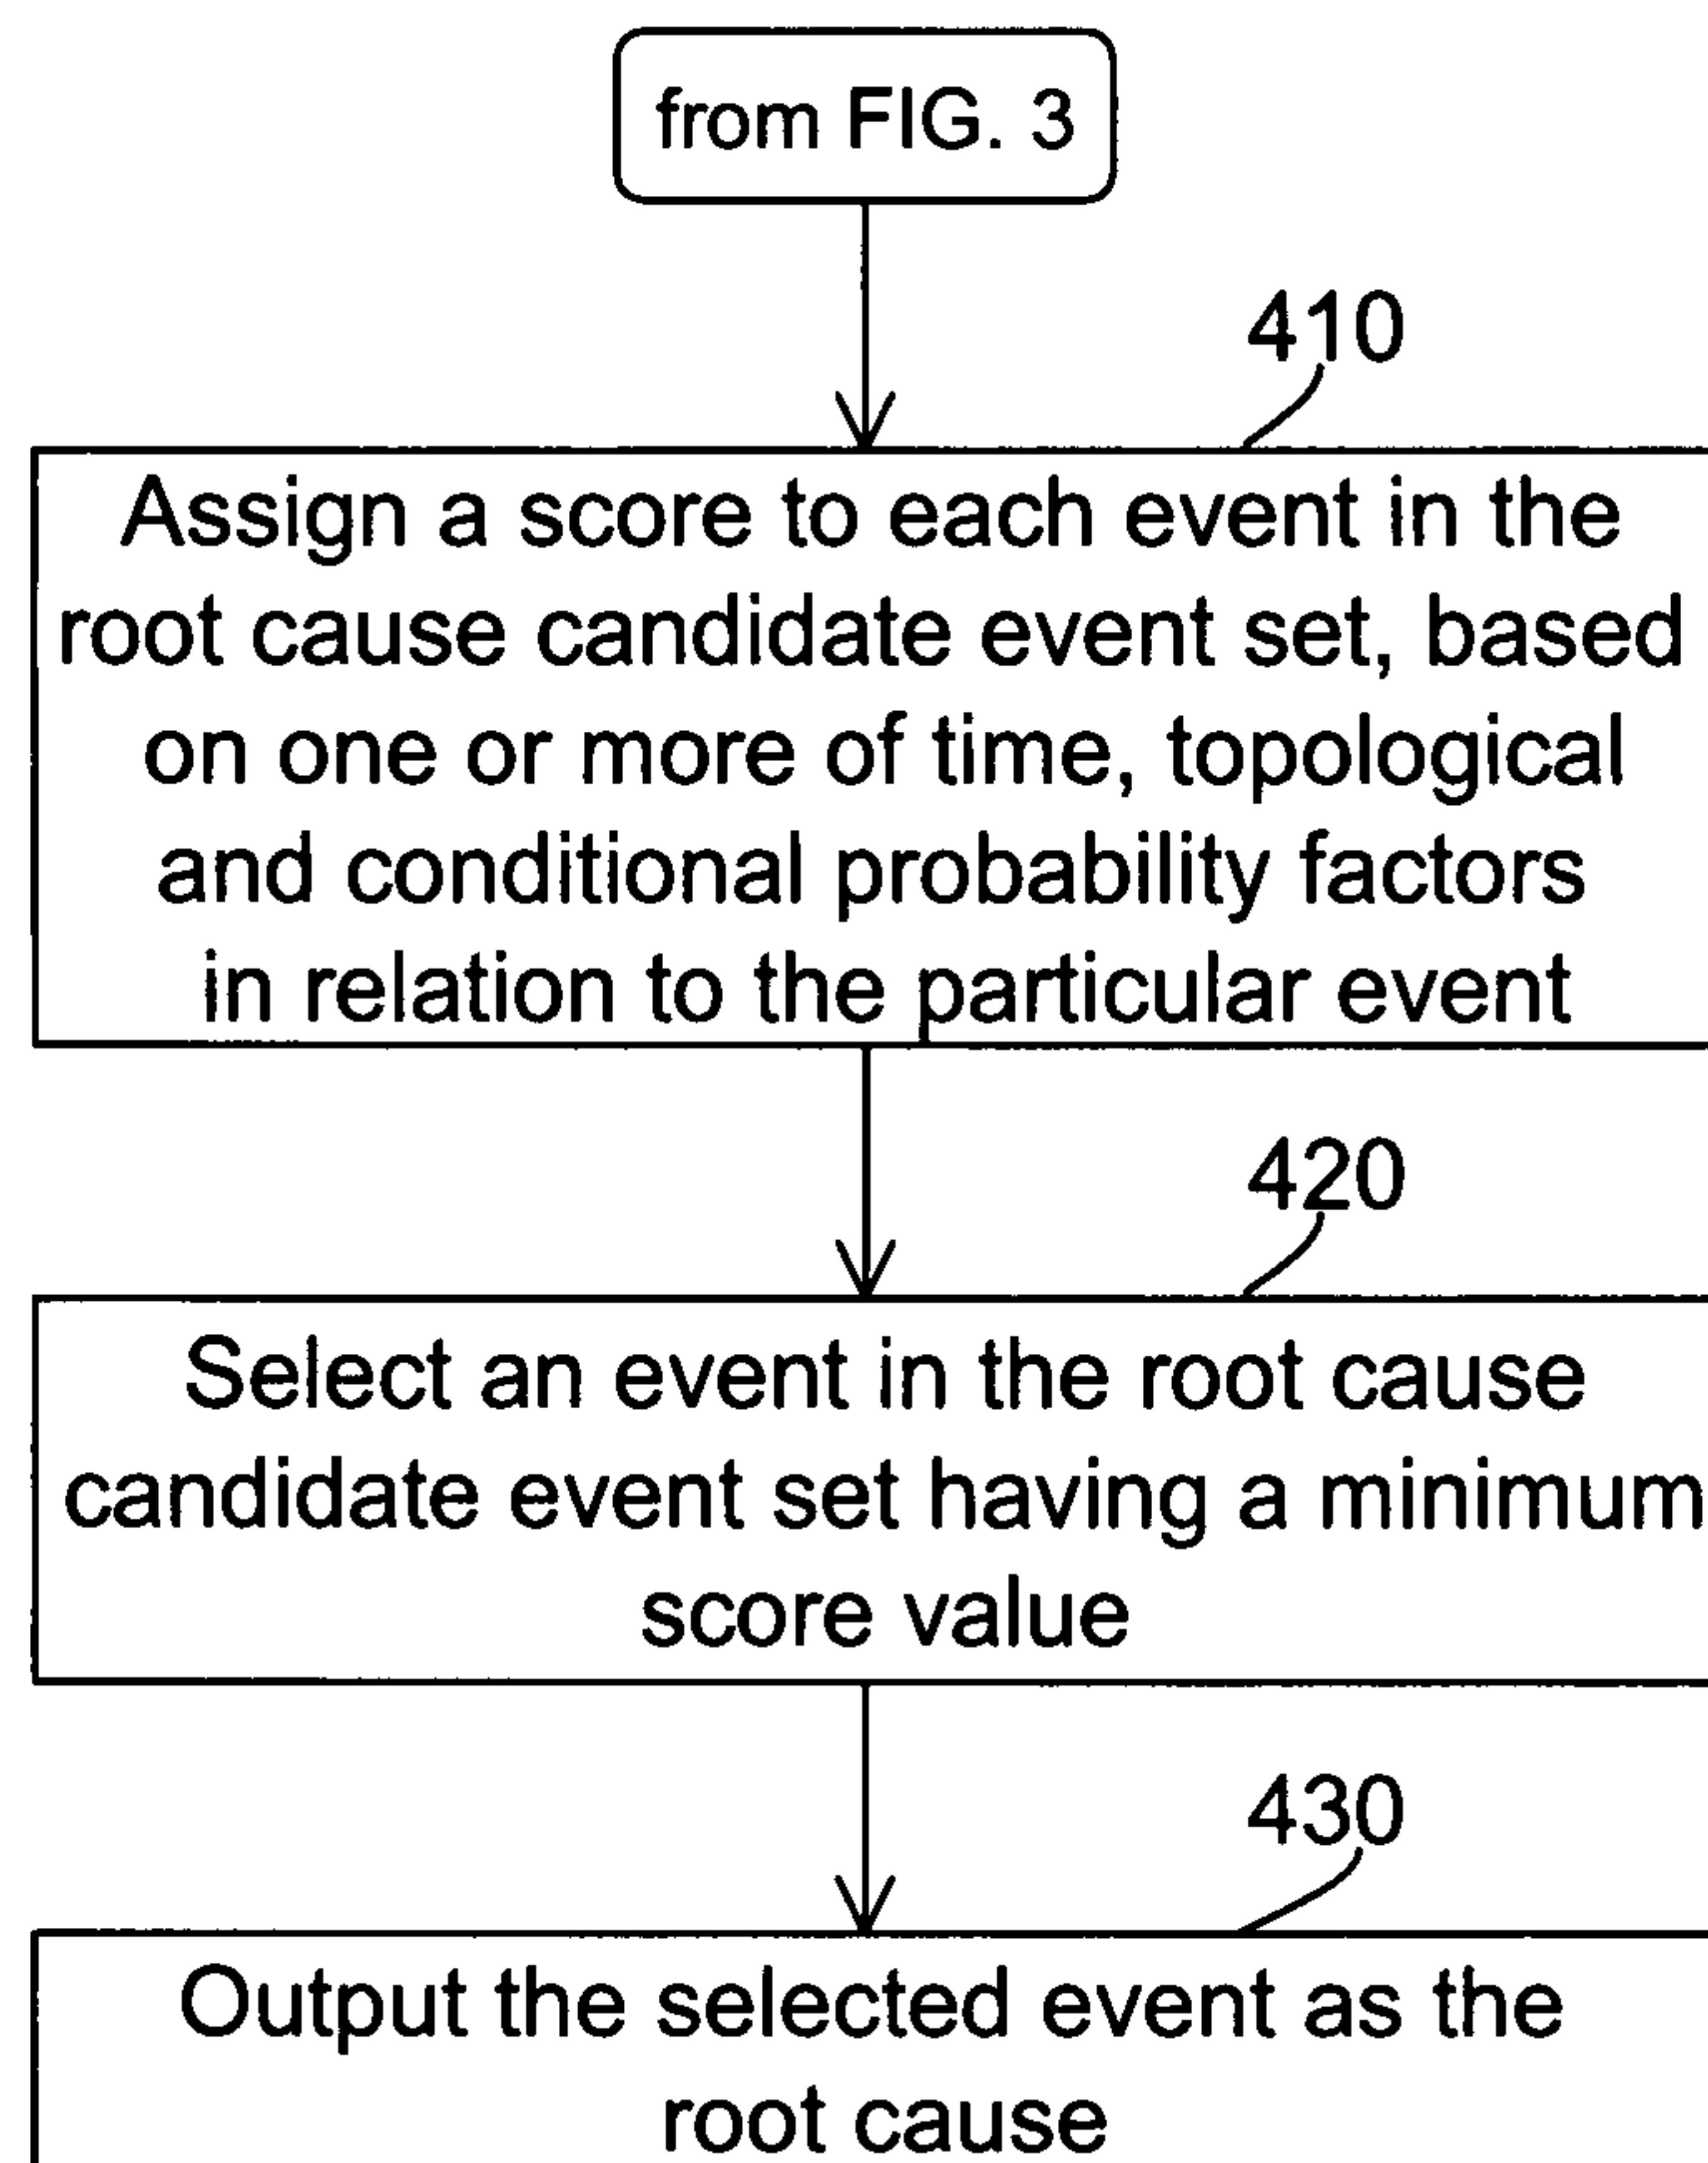 from FIG. 3
410
Assign a score to each event in the
root cause candidate event set, based
on one or more of time, topological
and conditional probability factors
in relation to the particular event
420
Select an event in the root cause
candidate event set having a minimum
score value
430
Output the selected event as the
root cause